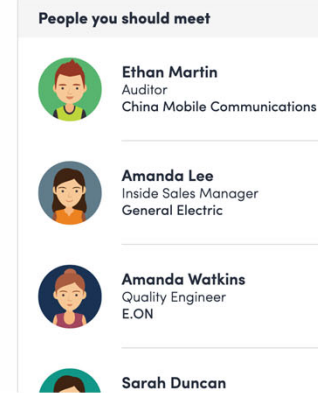 People you should meet
Ethan Martin
Auditor
China Mobile Communications
Amanda Lee
Inside Sales Manager
General Electric
Amanda Watkins
Quality Engineer
E.ON
Sarah Duncan